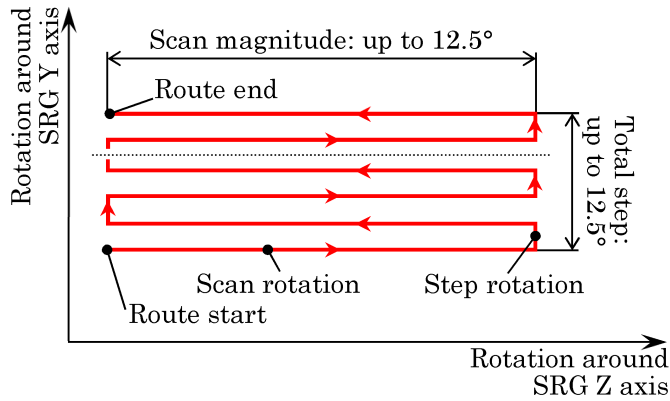 Scan magnitude: up to 12.5°
Rotation around
SRG Y axis
Route end
Total step:
up to 12.5°
Scan rotation
Step rotation
Route start
Rotation around
SRG Z axis